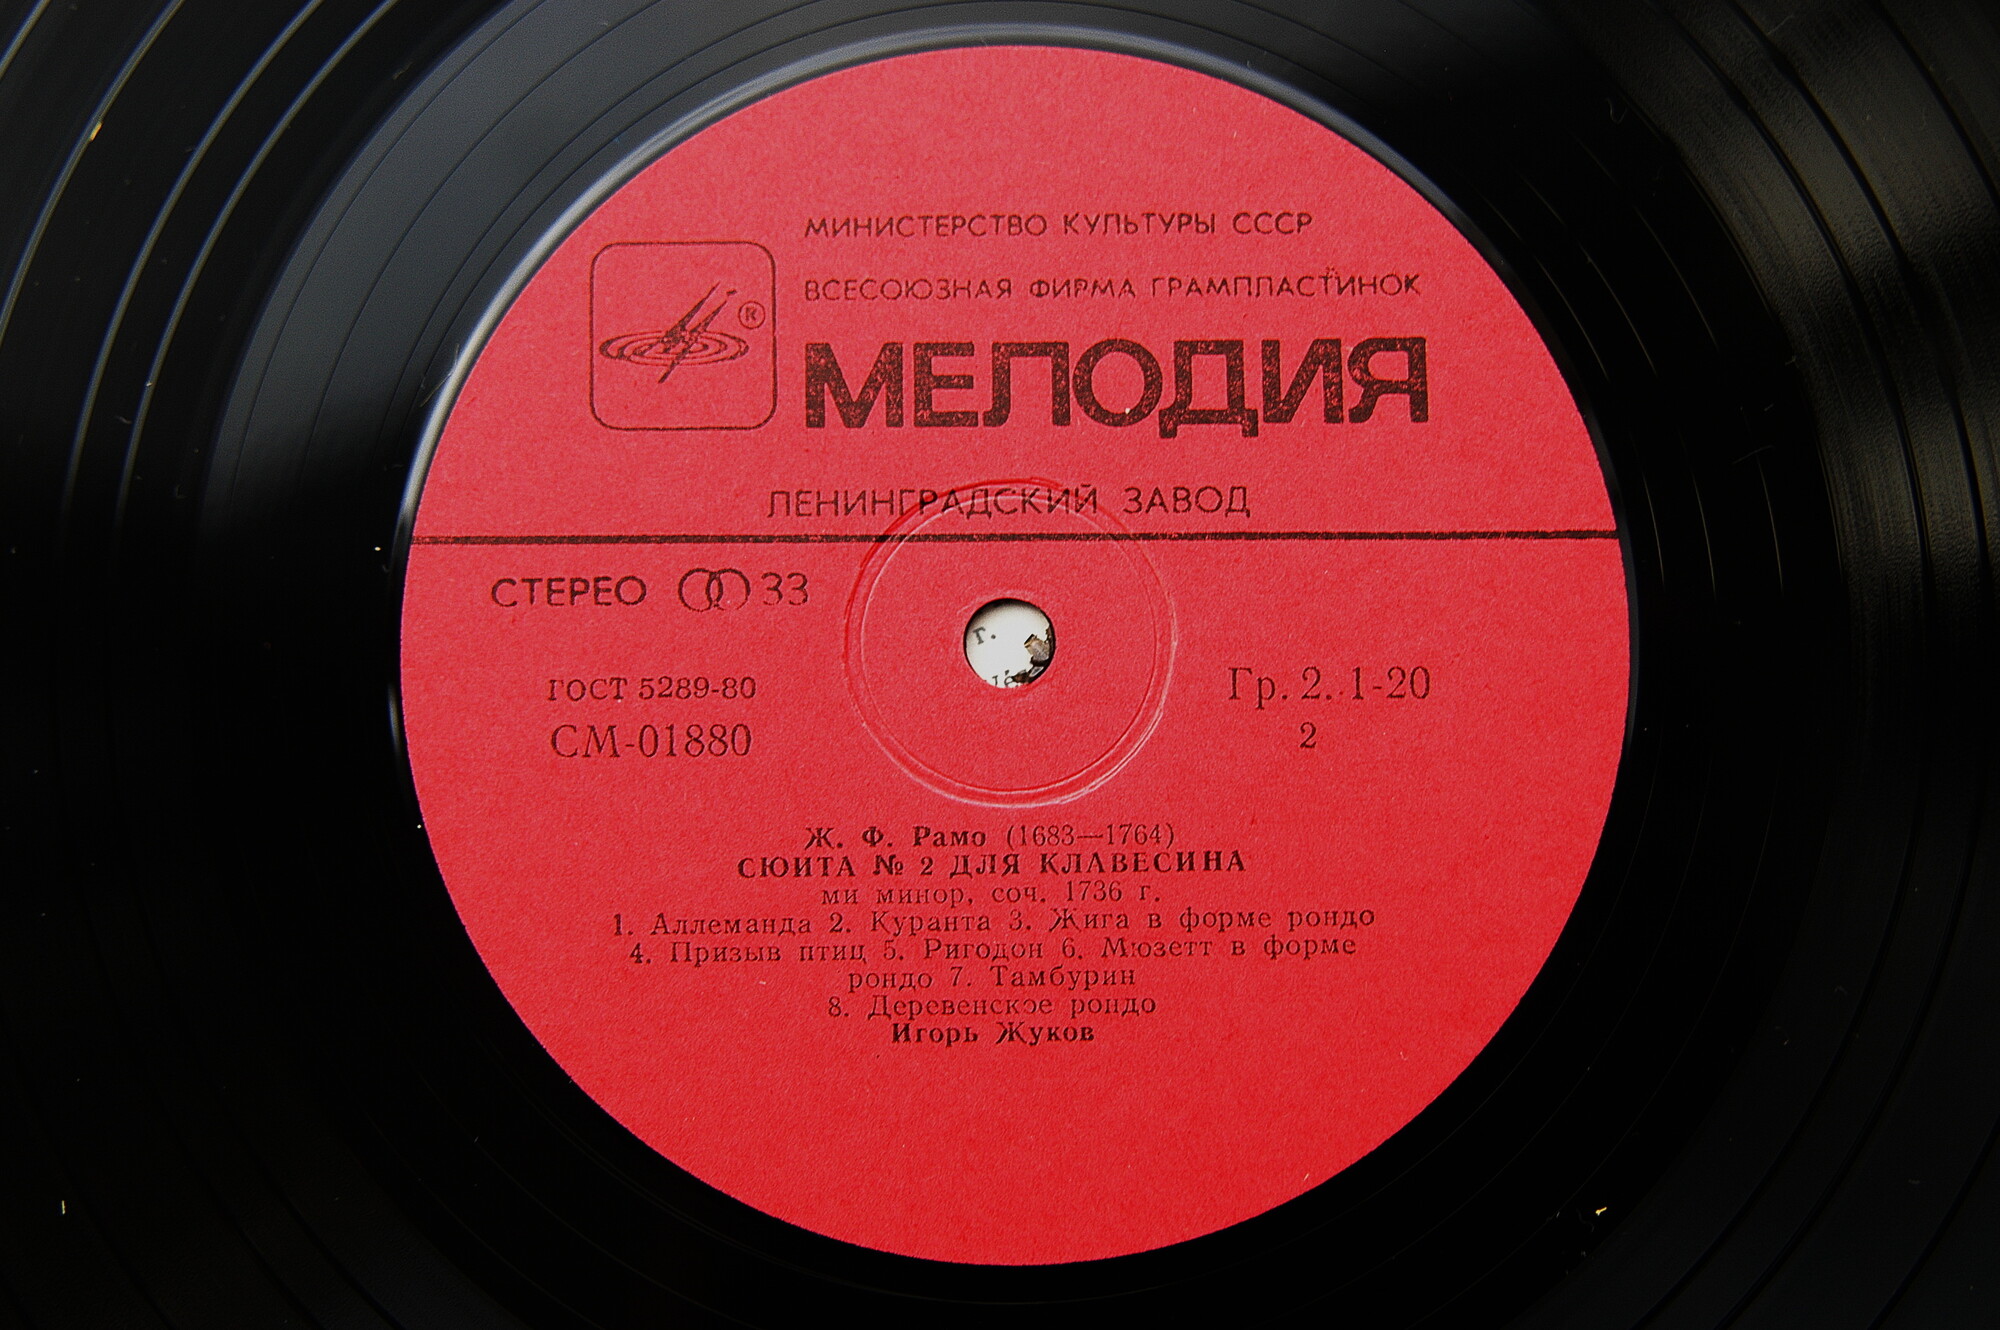 МИНИСТЕРСТВО КУЛЬТУРЫ СССР
ВСЕСОЮЗНАЯ ФИРМА ГРАМПЛАСТИНОК
®
МЕЛОДИЯ
ЛЕНИНГРАДСКИЙ ЗАВОД
СТЕРЕО 33
г.
ГОСТ 5289-80
Гр. 2. 1-20
СМ-01880
2
Ж. Ф. Рамо (1683—1764)
СЮИТА № 2 ДЛЯ КЛАВЕСИНА
ми минор, соч. 1736 г.
1. Аллеманда 2. Куранта 3. Жига в форме рондо
4. Призыв птиц 5. Ригодон 6. Мюзетт в форме
рондо 7. Тамбурин
8. Деревенское рондо
Игорь Жуков